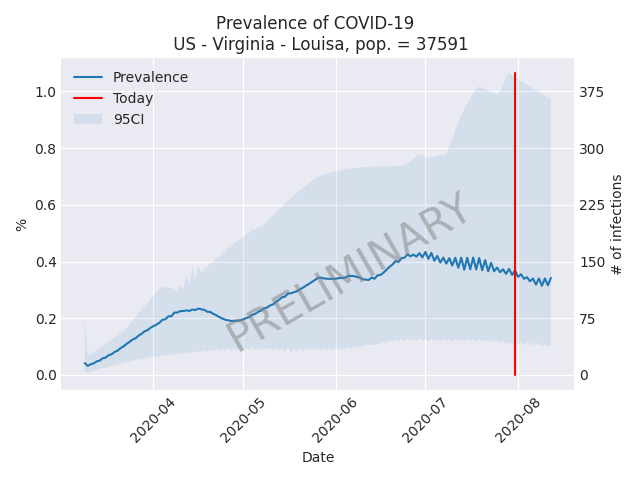 Prevalence of COVID-19
US - Virginia - Louisa, pop. = 37591
Prevalence
Today
95CI
1.0
0.8
0.6
0.4
0.2
0.0
%
375
300
225
150
75
0
# of infections
PRELIMINARY
2020-04
2020-05
2020-06
2020-07
2020-08
Date